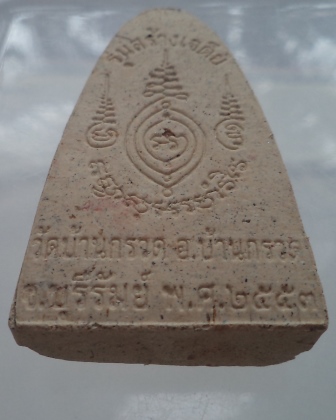 รุ่นสร้างเจดีย์
วัดบ้านกรวด อ.บ้านกรวด
จ.บุรีรัมย์ พ.ศ.๒๕๕๓